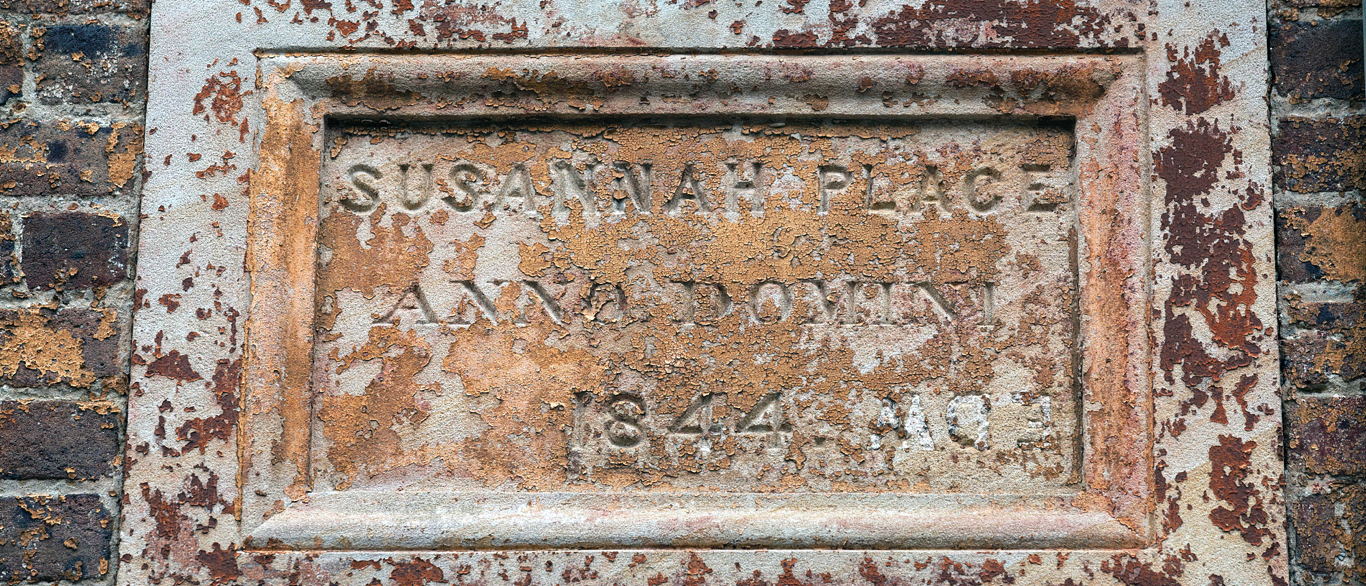 SUSANNAH PLACE
ANNO DOMINI
1844.